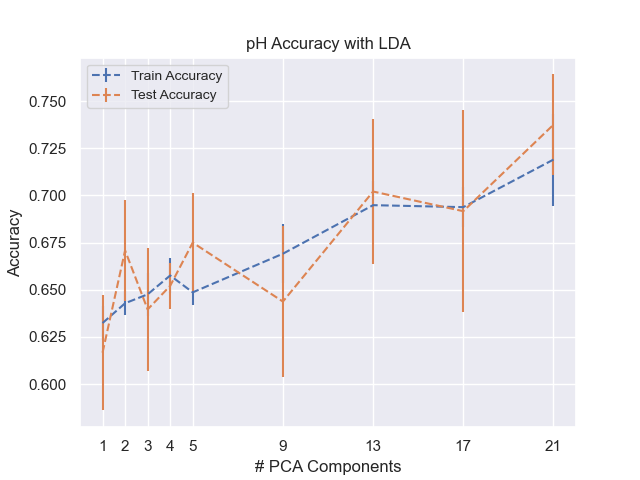 pH Accuracy with LDA
Train Accuracy
Test Accuracy
0.750
0.725
0.700
0.675
0.650
0.625
0.600
Accuracy
1 2 3 4 5 9 13 17 21
# PCA Components